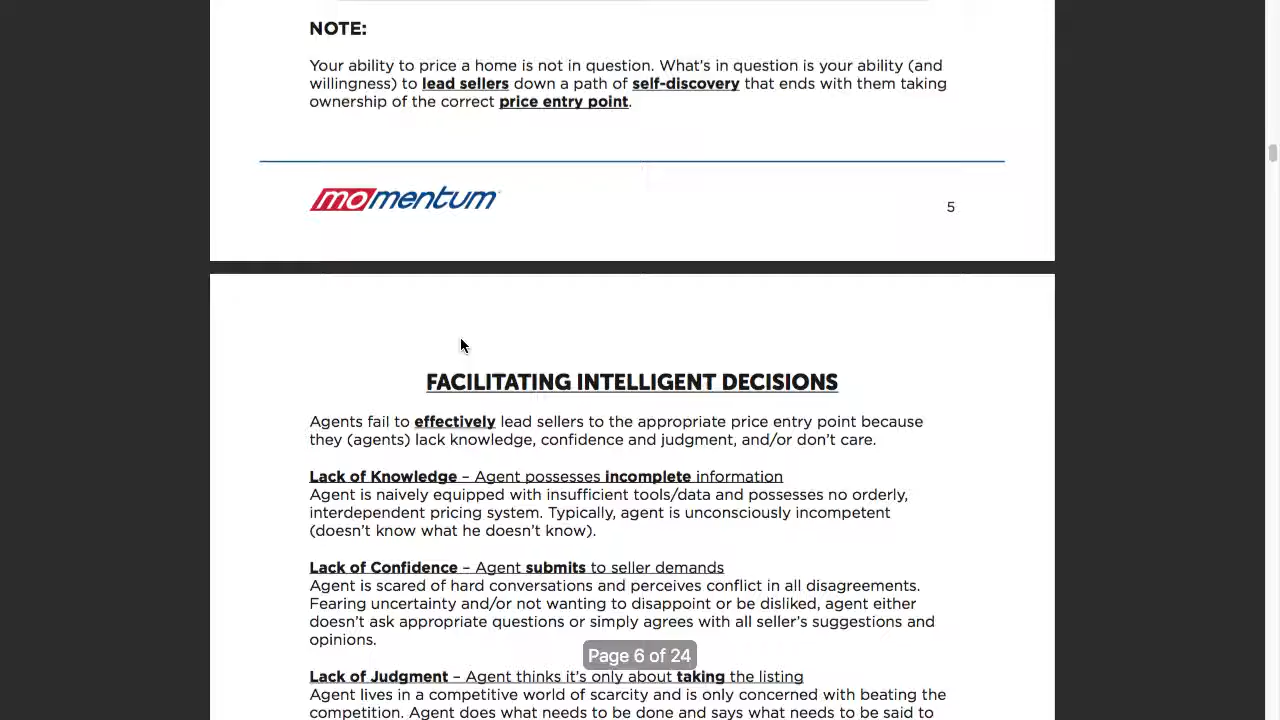 NOTE:
Your ability to price a home is not in question. What's in question is your ability (and
willingness) to lead sellers down a path of self-discovery that ends with them taking
ownership of the correct price entry point.
momentum
5
FACILITATING INTELLIGENT DECISIONS
Agents fail to effectively lead sellers to the appropriate price entry point because
they (agents) lack knowledge, confidence and judgment, and/or don't care.
Lack of Knowledge – Agent possesses incomplete information
Agent is naively equipped with insufficient tools/data and possesses no orderly,
interdependent pricing system. Typically, agent is unconsciously incompetent
(doesn't know what he doesn't know).
Lack of Confidence – Agent submits to seller demands
Agent is scared of hard conversations and perceives conflict in all disagreements.
Fearing uncertainty and/or not wanting to disappoint or be disliked, agent either
doesn't ask appropriate questions or simply agrees with all seller's suggestions and
opinions.
Page 6 of 24
Lack of Judgment – Agent thinks it's only about taking the listing
Agent lives in a competitive world of scarcity and is only concerned with beating the
competition. Agent does what needs to be done and says what needs to be said to